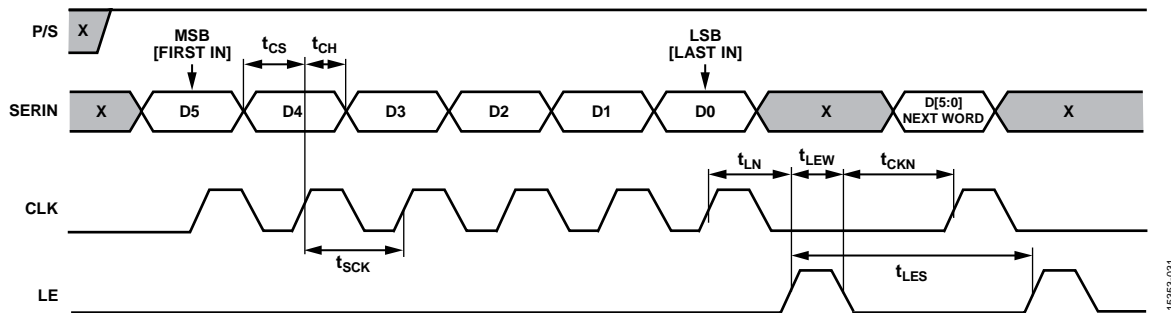 P/S X
MSB
[FIRST IN]
tCS tCH
LSB
[LAST IN]
SERIN X D5 D4 D3 D2 D1 D0 X D[5:0]
NEXT WORD X
tLN tLEW tCKN
CLK
tSCK
tLES
LE
15353-031